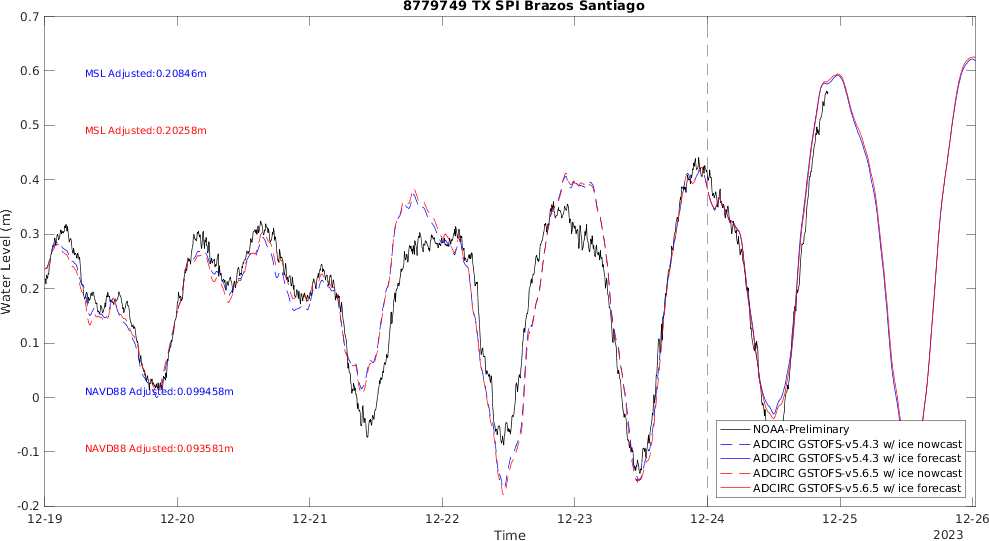 8779749 TX SPI Brazos Santiago
0.7
0.6
0.5
0.4
0.3
0.2
0.1
0
-0.1
-0.2
Water Level (m)
MSL Adjusted:0.20846m
MSL Adjusted:0.20258m
NAVD88 Adjusted:0.099458m
NAVD88 Adjusted:0.093581m
NOAA-Preliminary
ADCIRC GSTOFS-v5.4.3 w/ ice nowcast
ADCIRC GSTOFS-v5.4.3 w/ ice forecast
ADCIRC GSTOFS-v5.6.5 w/ ice nowcast
ADCIRC GSTOFS-v5.6.5 w/ ice forecast
12-19 12-20 12-21 12-22 12-23 12-24 12-25 12-26
Time
2023